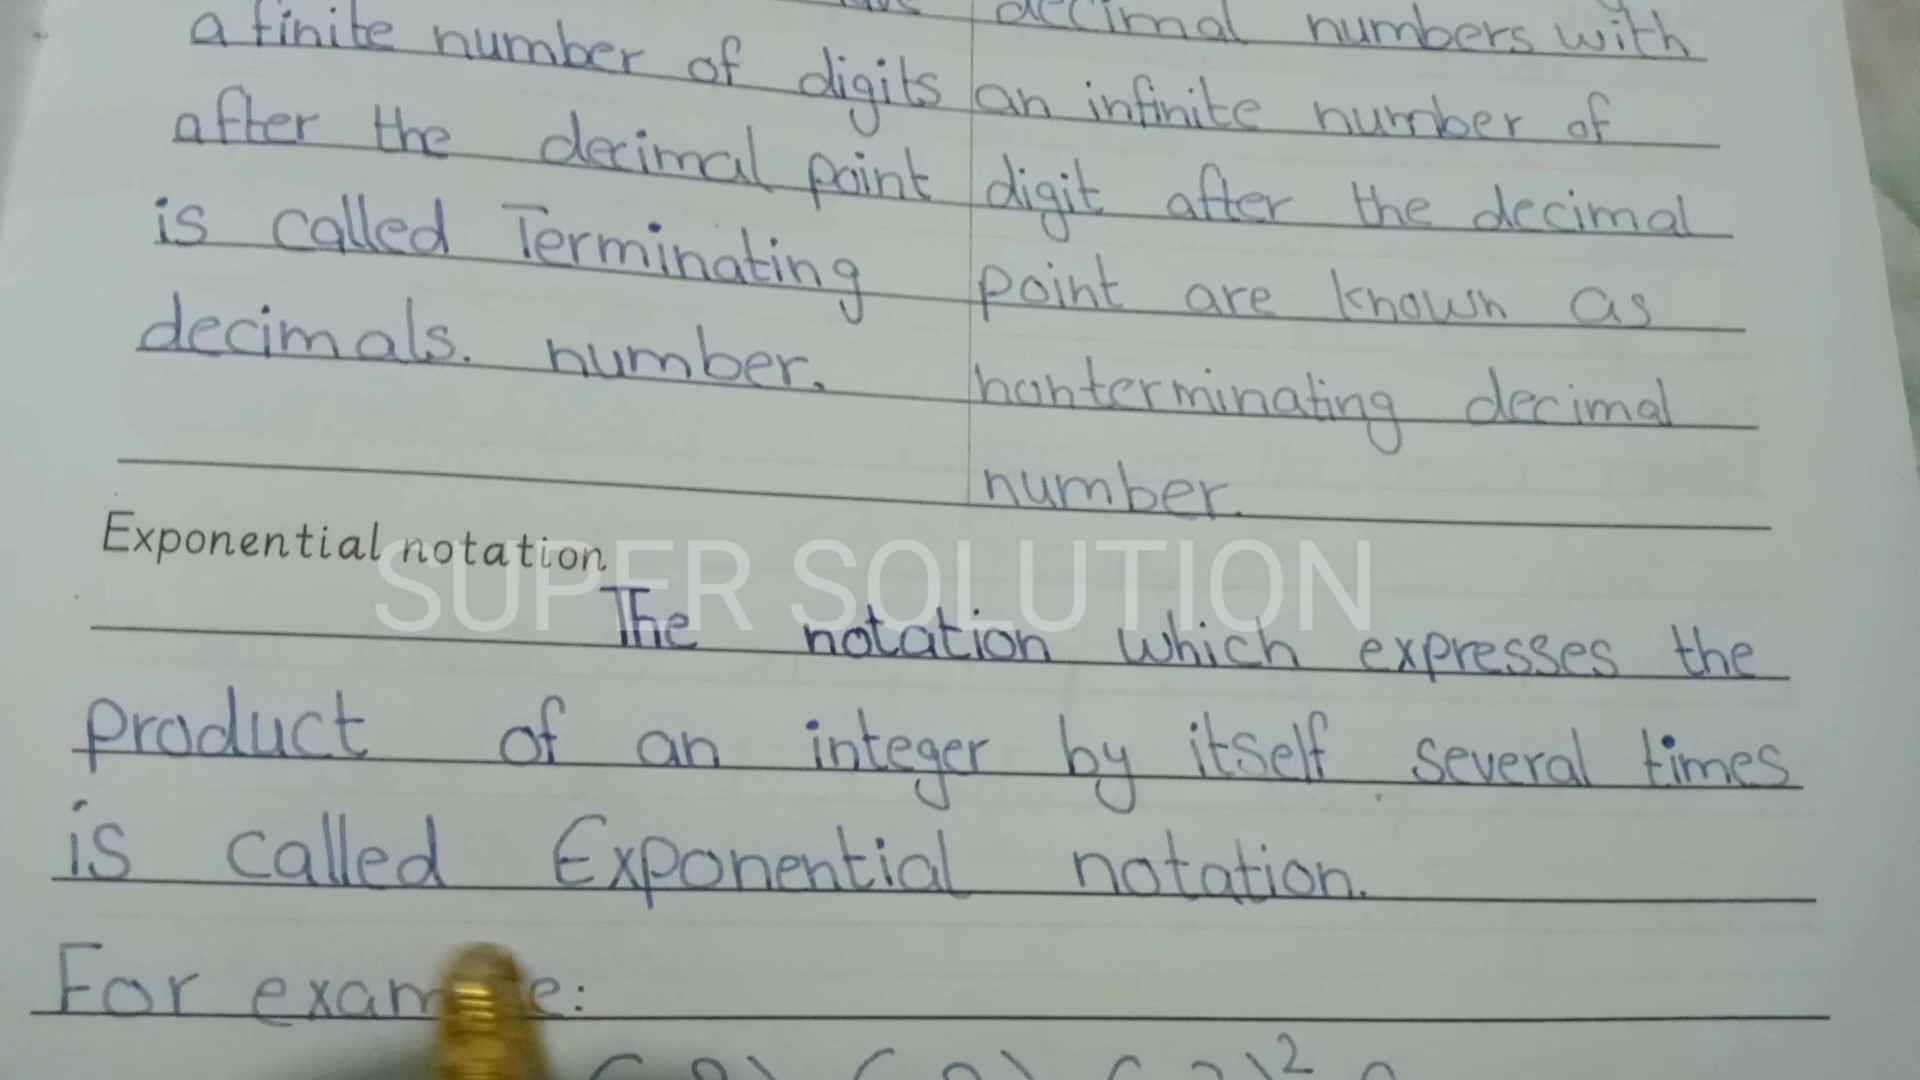 a finite number of digits
after the decimal point
is called Terminating
decimals. number.
decimal numbers with
an infinite number of
digit after the decimal
point are known as
nonterminating decimal
number.
Exponential notation
SUPER SOLUTION
The notation which expresses the
product of an integer by itself several times
is called Exponential notation.
For example: